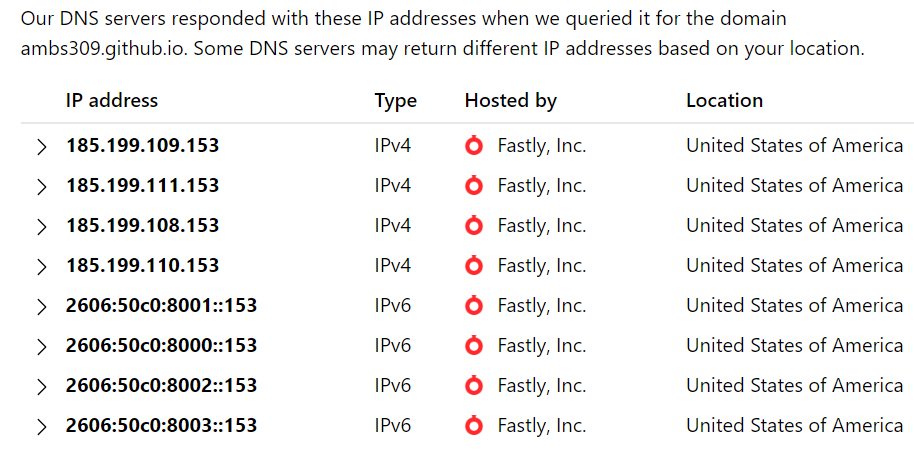 Our DNS servers responded with these IP addresses when we queried it for the domain
ambs309.github.io. Some DNS servers may return different IP addresses based on your location.
IP address Type Hosted by Location
185.199.109.153 IPv4 Fastly, Inc. United States of America
185.199.111.153 IPv4 Fastly, Inc. United States of America
185.199.108.153 IPv4 Fastly, Inc. United States of America
185.199.110.153 IPv4 Fastly, Inc. United States of America
2606:50c0:8001::153 IPv6 Fastly, Inc. United States of America
2606:50c0:8000::153 IPv6 Fastly, Inc. United States of America
2606:50c0:8002::153 IPv6 Fastly, Inc. United States of America
2606:50c0:8003::153 IPv6 Fastly, Inc. United States of America